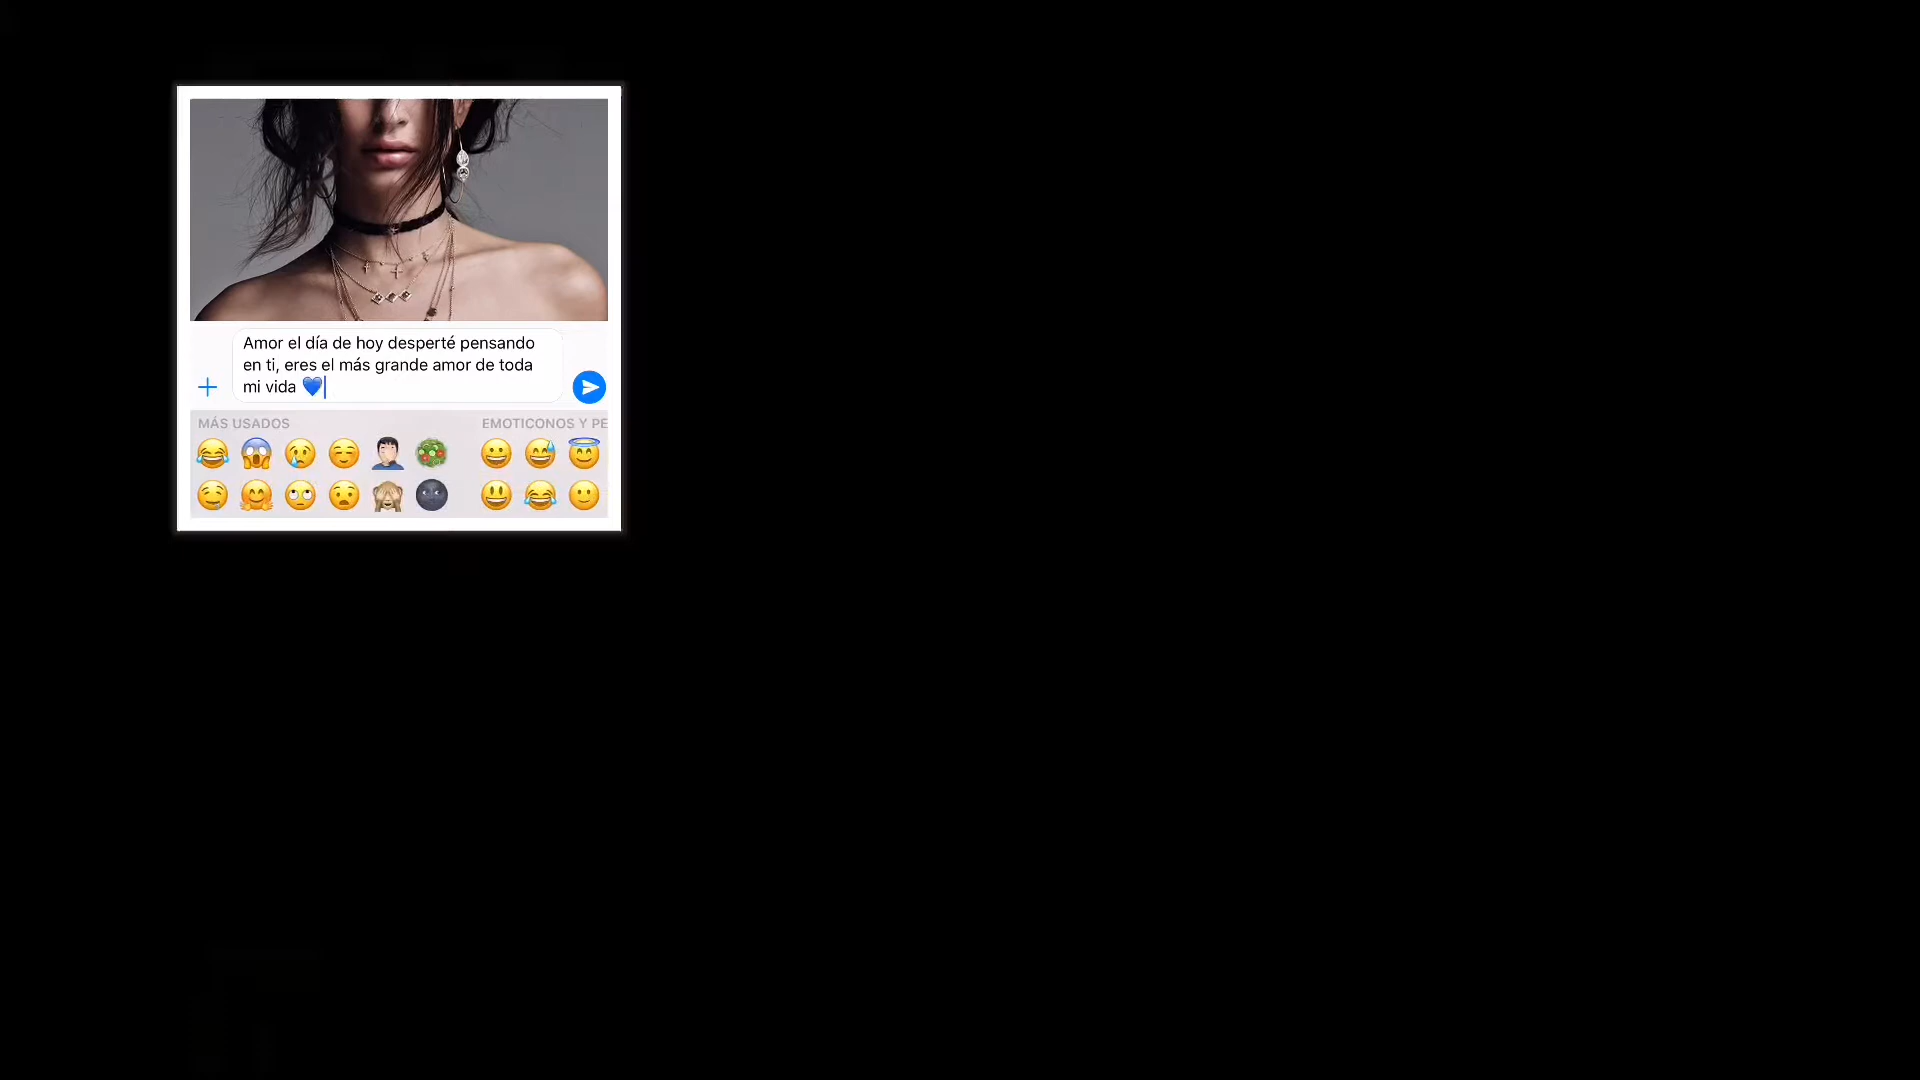 Amor el día de hoy desperté pensando
en ti, eres el más grande amor de toda
mi vida 💙
MÁS USADOS
EMOTICONOS Y PE